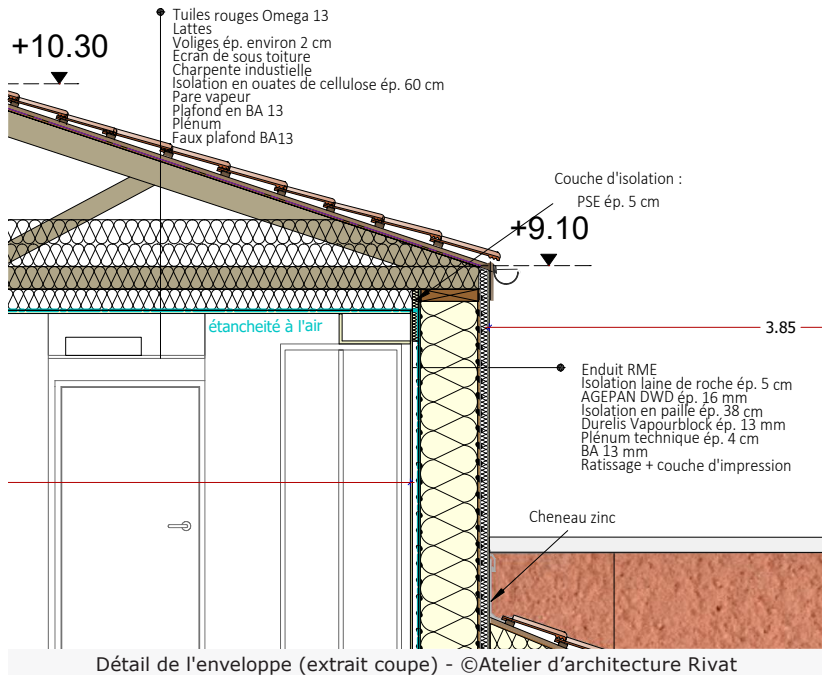 Tuiles rouges Omega 13
Lattes
Voliges ép. environ 2 cm
Ecran de sous toiture
Charpente industielle
Isolation en ouates de cellulose ép. 60 cm
Pare vapeur
Plafond en BA 13
Plénum
Faux plafond BA13
+10.30
Couche d'isolation :
PSE ép. 5 cm
+9.10
étancheité à l'air
3.85
Enduit RME
Isolation laine de roche ép. 5 cm
AGEPAN DWD ép. 16 mm
Isolation en paille ép. 38 cm
Durelis Vapourblock ép. 13 mm
Plénum technique ép. 4 cm
BA 13 mm
Ratissage + couche d'impression
Cheneau zinc
Détail de l'enveloppe (extrait coupe) - ©Atelier d’architecture Rivat